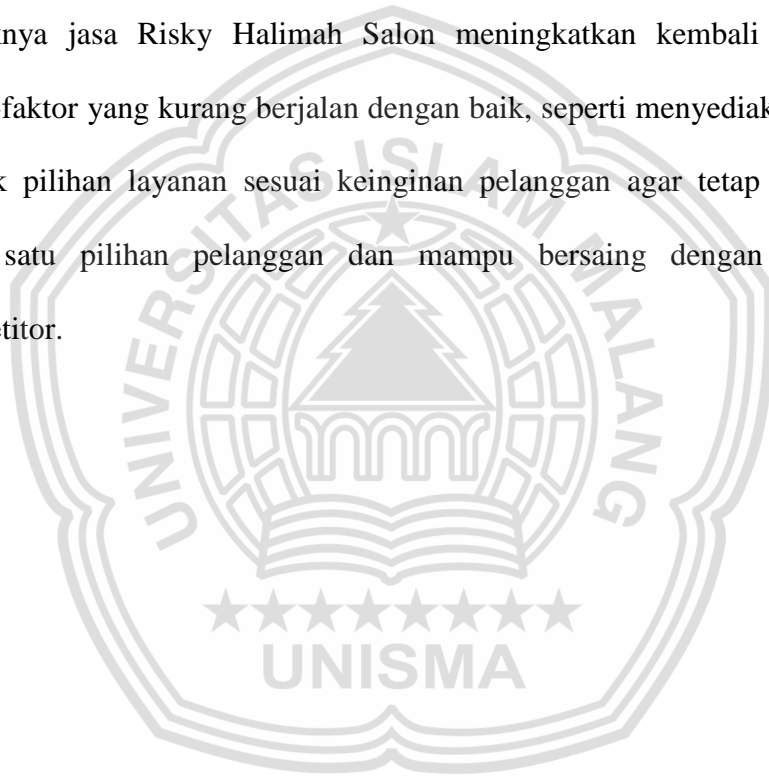 knya jasa Risky Halimah Salon meningkatkan kembali
faktor yang kurang berjalan dengan baik, seperti menyediak
k pilihan layanan sesuai keinginan pelanggan agar tetap
satu pilihan pelanggan dan mampu bersaing dengan
titor.
UNIVERSITAS ISLAM MALANG
UNISMA